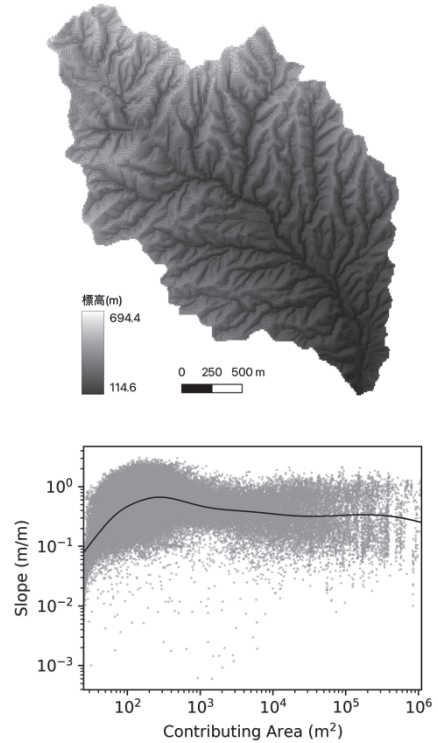 標高(m)
694.4
114.6
0 250 500 m
10⁰
10⁻¹
10⁻²
10⁻³
Slope (m/m)
10² 10³ 10⁴ 10⁵ 10⁶
Contributing Area (m²)